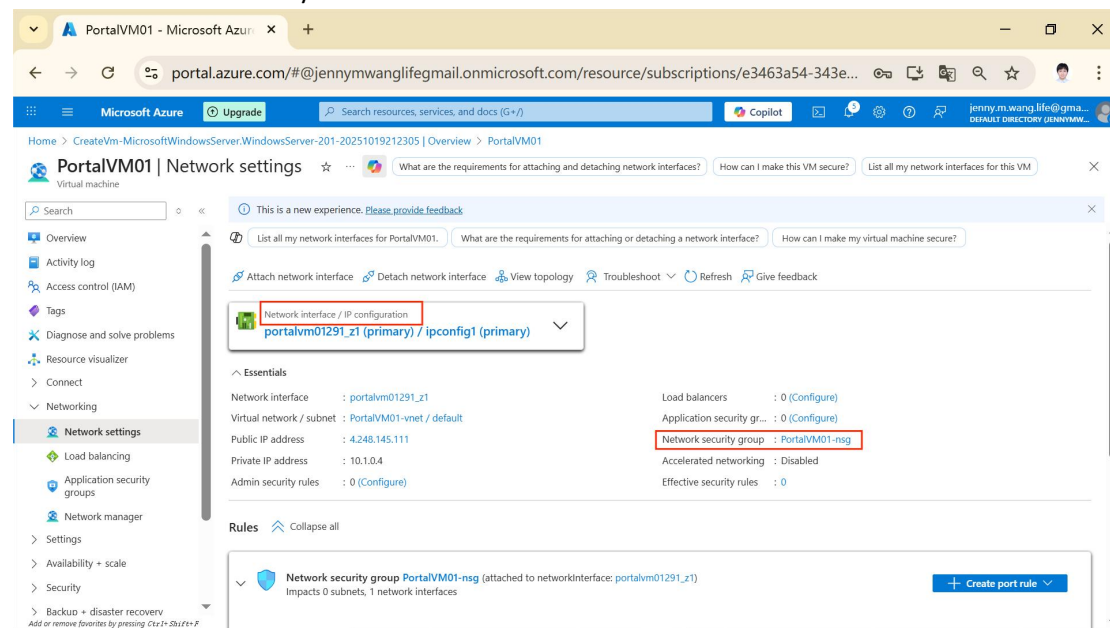 PortalVM01 - Microsoft Azure
portal.azure.com/#@jennymwanglifegmail.onmicrosoft.com/resource/subscriptions/e3463a54-343e...
Microsoft Azure
Upgrade
Search resources, services, and docs (G+/)
Copilot
5
jenny.m.wang.life@gma...
DEFAULT DIRECTORY (JENNYMW...
Home > CreateVm-MicrosoftWindowsServer.WindowsServer-201-20251019212305 | Overview > PortalVM01
PortalVM01 | Network settings
What are the requirements for attaching and detaching network interfaces?
How can I make this VM secure?
List all my network interfaces for this VM
Virtual machine
Search
Overview
Activity log
Access control (IAM)
Tags
Diagnose and solve problems
Resource visualizer
Connect
Networking
Network settings
Load balancing
Application security groups
Network manager
Settings
Availability + scale
Security
Backup + disaster recovery
Add or remove favorites by pressing Ctrl+Shift+F
This is a new experience. Please provide feedback
List all my network interfaces for PortalVM01.
What are the requirements for attaching or detaching a network interface?
How can I make my virtual machine secure?
Attach network interface
Detach network interface
View topology
Troubleshoot
Refresh
Give feedback
Network interface / IP configuration
portalvm01291_z1 (primary) / ipconfig1 (primary)
Essentials
Network interface : portalvm01291_z1
Virtual network / subnet : PortalVM01-vnet / default
Public IP address : 4.248.145.111
Private IP address : 10.1.0.4
Admin security rules : 0 (Configure)
Load balancers : 0 (Configure)
Application security gr... : 0 (Configure)
Network security group : PortalVM01-nsg
Accelerated networking : Disabled
Effective security rules : 0
Rules
Collapse all
Network security group PortalVM01-nsg (attached to networkInterface: portalvm01291_z1)
Impacts 0 subnets, 1 network interfaces
+ Create port rule